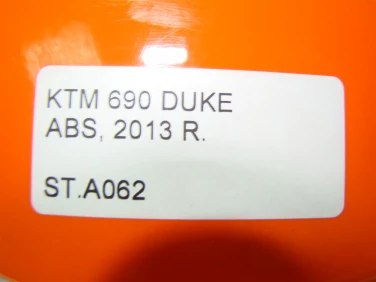 KTM 690 DUKE
ABS, 2013 R.
ST.A062